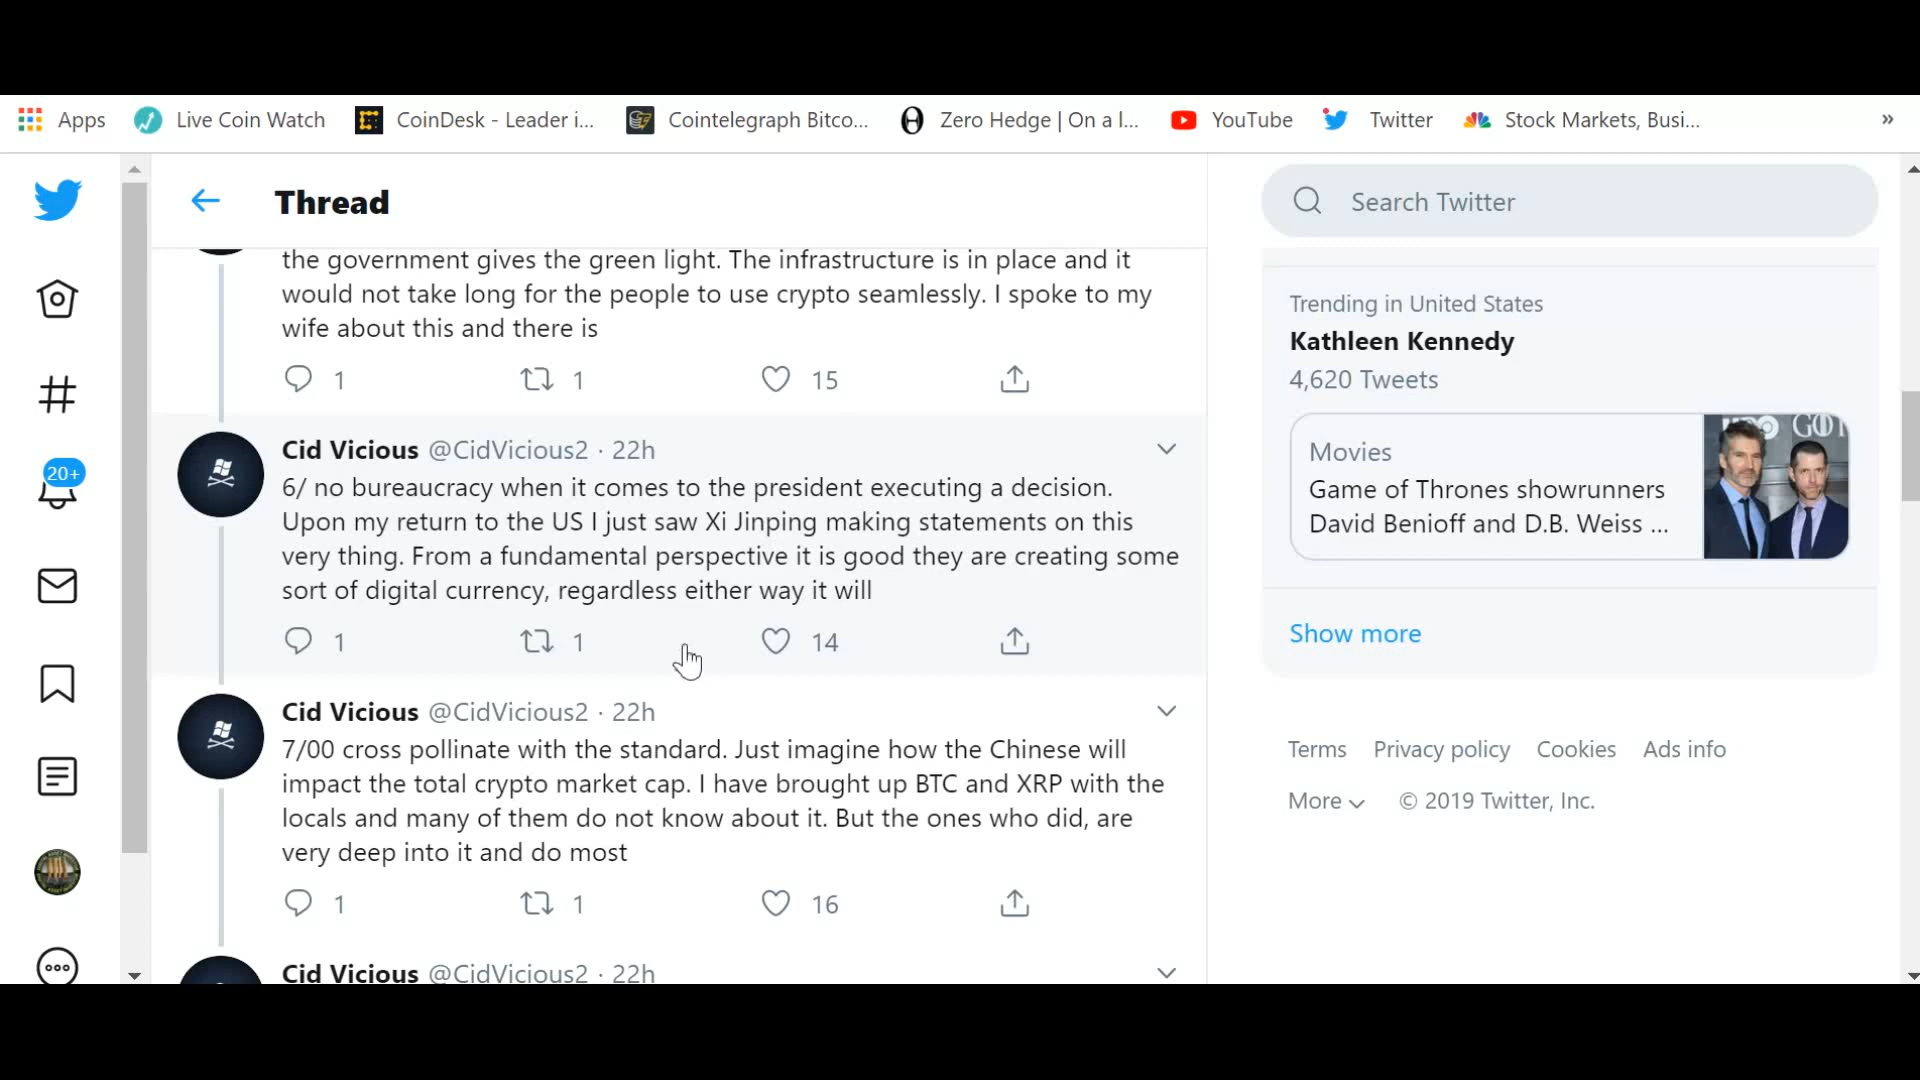 Apps
Live Coin Watch
CoinDesk - Leader i...
Cointelegraph Bitco...
Zero Hedge | On a l...
YouTube
Twitter
Stock Markets, Busi...
»
Thread
Search Twitter
the government gives the green light. The infrastructure is in place and it
would not take long for the people to use crypto seamlessly. I spoke to my
wife about this and there is
1 1 15
20+
Cid Vicious @CidVicious2 · 22h
6/ no bureaucracy when it comes to the president executing a decision.
Upon my return to the US I just saw Xi Jinping making statements on this
very thing. From a fundamental perspective it is good they are creating some
sort of digital currency, regardless either way it will
1 1 14
Cid Vicious @CidVicious2 · 22h
7/00 cross pollinate with the standard. Just imagine how the Chinese will
impact the total crypto market cap. I have brought up BTC and XRP with the
locals and many of them do not know about it. But the ones who did, are
very deep into it and do most
1 1 16
Cid Vicious @CidVicious2 · 22h
Trending in United States
Kathleen Kennedy
4,620 Tweets
Movies
Game of Thrones showrunners
David Benioff and D.B. Weiss ...
HBO GOT
Show more
Terms Privacy policy Cookies Ads info
More © 2019 Twitter, Inc.